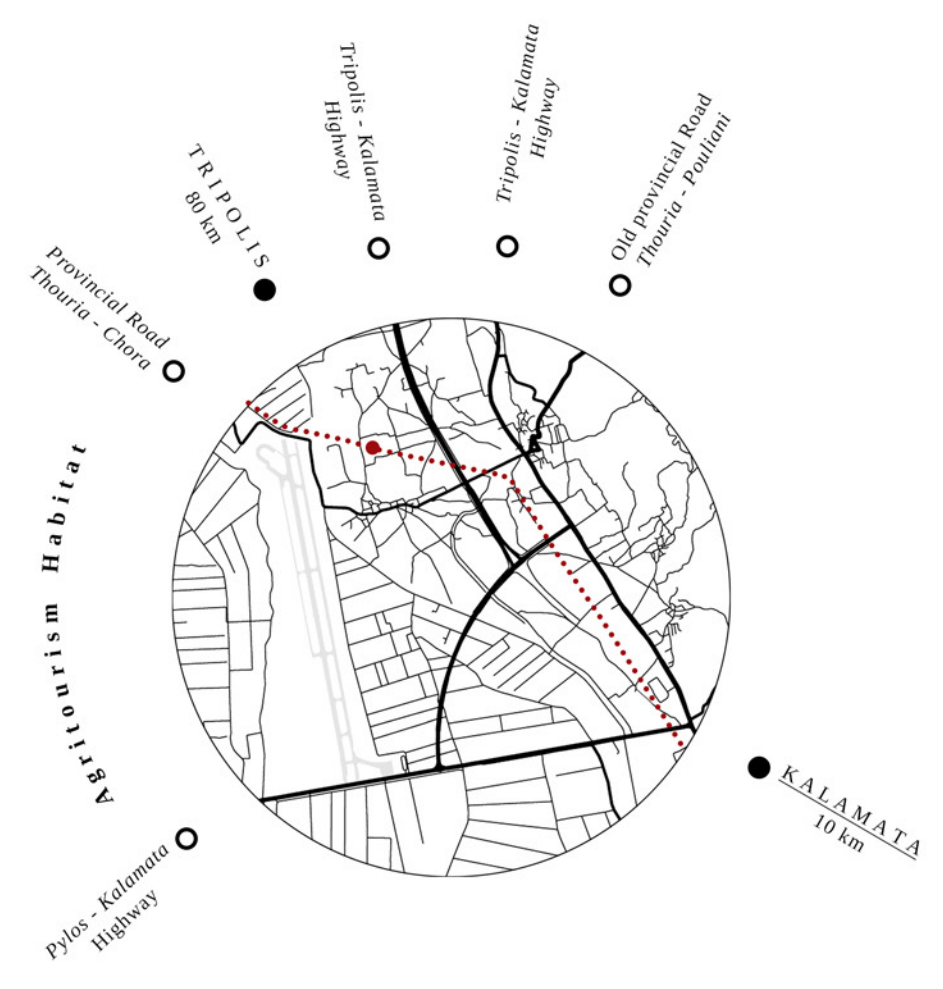 Tripolis - Kalamata
Highway
Tripolis - Kalamata
Highway
Old provincial Road
Thouria - Pouliani
TRIPOLIS
80 km
Provincial Road
Thouria - Chora
Agritourism Habitat
KALAMATA
10 km
Pylos - Kalamata
Highway